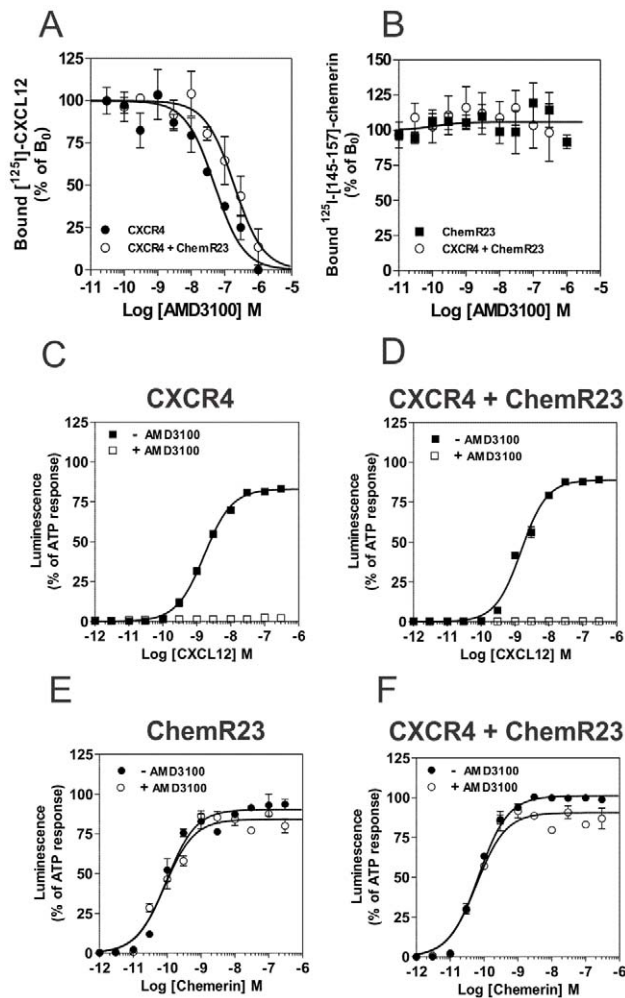 A
Bound [¹²⁵I]-CXCL12
(% of B₀)
125
100
75
50
25
0
CXCR4
CXCR4 + ChemR23
-11 -10 -9 -8 -7 -6 -5
Log [AMD3100] M
B
Bound ¹²⁵I-[145-157]-chemerin
(% of B₀)
150
125
100
75
50
25
0
ChemR23
CXCR4 + ChemR23
-11 -10 -9 -8 -7 -6 -5
Log [AMD3100] M
C
CXCR4
Luminescence
(% of ATP response)
100
75
50
25
0
- AMD3100
+ AMD3100
-12 -11 -10 -9 -8 -7 -6
Log [CXCL12] M
D
CXCR4 + ChemR23
Luminescence
(% of ATP response)
100
75
50
25
0
- AMD3100
+ AMD3100
-12 -11 -10 -9 -8 -7 -6
Log [CXCL12] M
E
ChemR23
Luminescence
(% of ATP response)
125
100
75
50
25
0
- AMD3100
+ AMD3100
-12 -11 -10 -9 -8 -7 -6
Log [Chemerin] M
F
CXCR4 + ChemR23
Luminescence
(% of ATP response)
125
100
75
50
25
0
- AMD3100
+ AMD3100
-12 -11 -10 -9 -8 -7 -6
Log [Chemerin] M